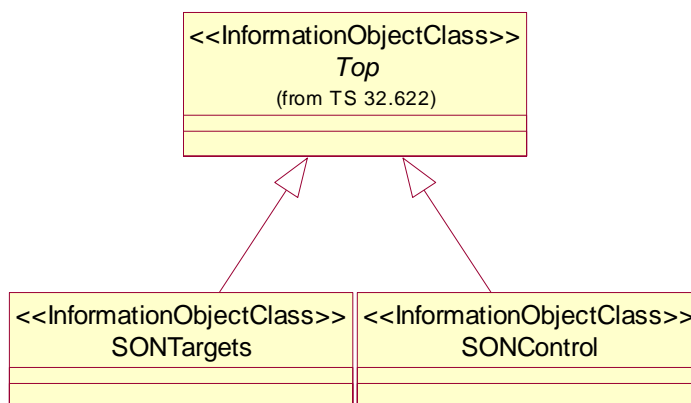 <<InformationObjectClass>>
Top
(from TS 32.622)
<<InformationObjectClass>>
SONTargets
<<InformationObjectClass>>
SONControl